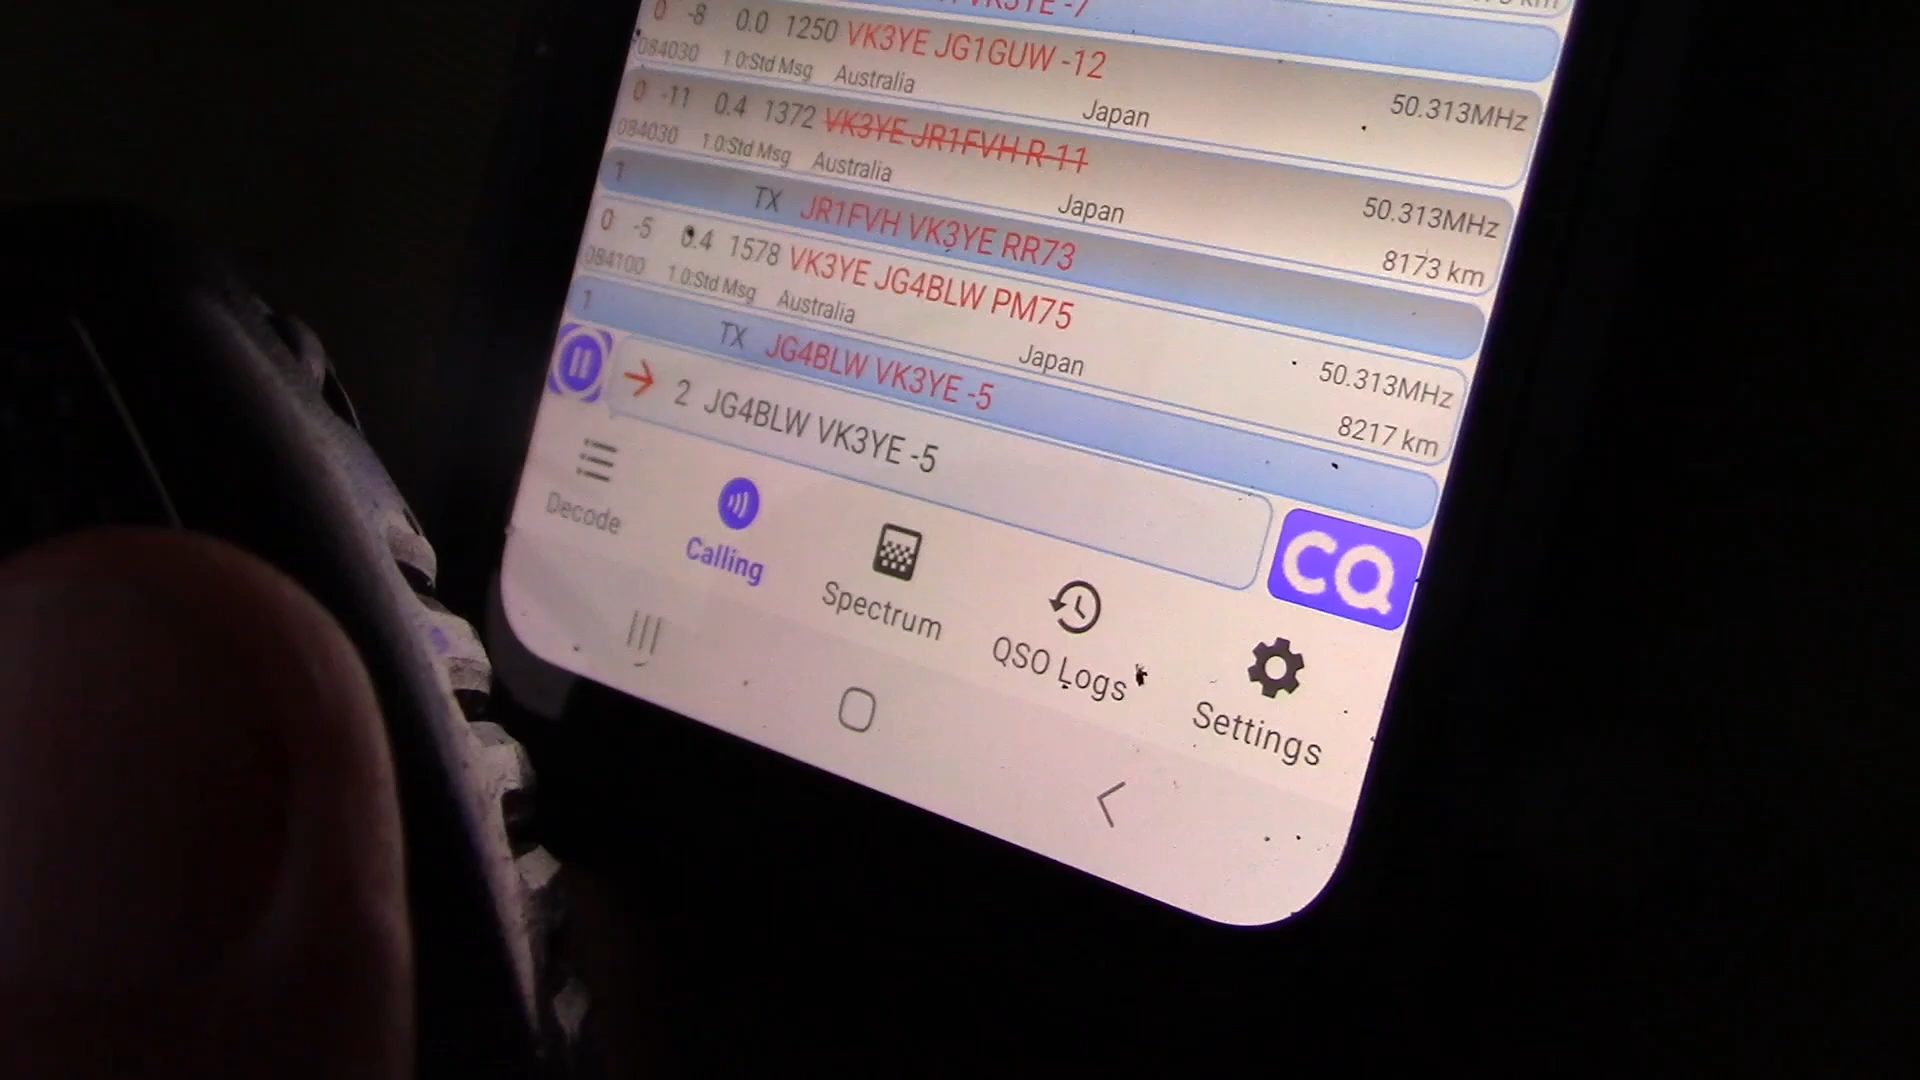 VK3YE -7
km
0 -8 0.0 1250 VK3YE JG1GUW -12
084030 1.0:Std Msg Australia Japan 50.313MHz
0 -11 0.4 1372 VK3YE JR1FVH R-11
084030 1.0:Std Msg Australia Japan 50.313MHz
8173 km
1 TX JR1FVH VK3YE RR73
0 -5 0.4 1578 VK3YE JG4BLW PM75
084100 1.0:Std Msg Australia Japan 50.313MHz
8217 km
1 TX JG4BLW VK3YE -5
2 JG4BLW VK3YE -5
CQ
Decode
Calling
Spectrum
QSO Logs
Settings